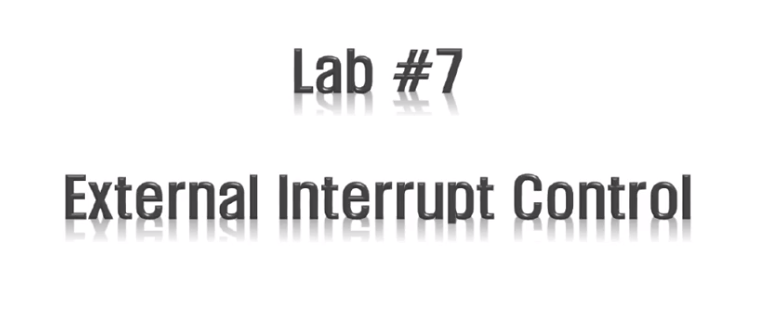 Lab #7
External Interrupt Control